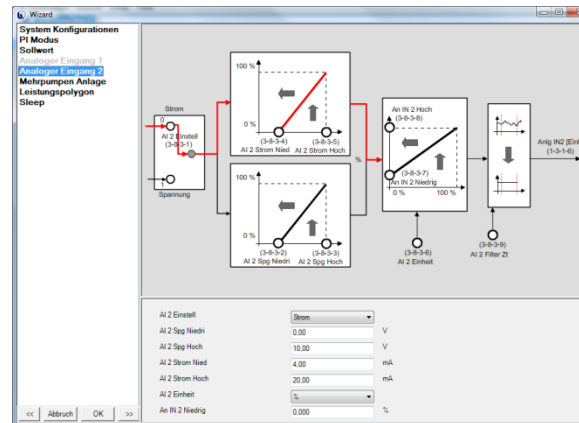 Wizard
System Konfigurationen
PI Modus
Sollwert
Analoger Eingang 1
Analoger Eingang 2
Mehrpumpen Anlage
Leistungspolygon
Sleep
Strom
0
AI 2 Einstell
(3-8-3-1)
1
Spannung
100 %
0 %
(3-8-3-4)
(3-8-3-5)
AI 2 Strom Nied
AI 2 Strom Hoch
100 %
0 %
(3-8-3-2)
(3-8-3-3)
AI 2 Spg Niedri
AI 2 Spg Hoch
%
An IN 2 Hoch
(3-8-3-8)
(3-8-3-7)
An IN 2 Niedrig
0 %
100 %
(3-8-3-6)
AI 2 Einheit
(3-8-3-9)
AI 2 Filter Zt
Anlg IN2 [Einl
(1-3-1-6)
AI 2 Einstell
Strom
AI 2 Spg Niedri
0,00
V
AI 2 Spg Hoch
10,00
V
AI 2 Strom Nied
4,00
mA
AI 2 Strom Hoch
20,00
mA
AI 2 Einheit
%
An IN 2 Niedrig
0,000
%
<<
Abbruch
OK
>>